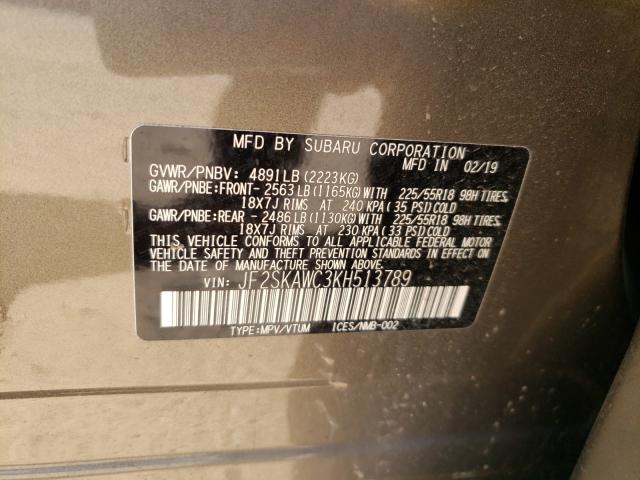 MFD BY SUBARU CORPORATION
MFD IN 02/19
GVWR/PNBV: 4891LB(2223KG)
GAWR/PNBE:FRONT-2563LB(1165KG)WITH 225/55R18 98H TIRES,
18X7J RIMS AT 240 KPA(35 PSI)COLD
GAWR/PNBE:REAR -2486LB(1130KG)WITH 225/55R18 98H TIRES,
18X7J RIMS AT 230 KPA(33 PSI)COLD
THIS VEHICLE CONFORMS TO ALL APPLICABLE FEDERAL MOTOR
VEHICLE SAFETY AND THEFT PREVENTION STANDARDS IN EFFECT ON
THE DATE OF MANUFACTURE SHOWN ABOVE.
VIN: JF2SKAWC3KH513789
TYPE:MPV/VTUM ICES/NMB-002